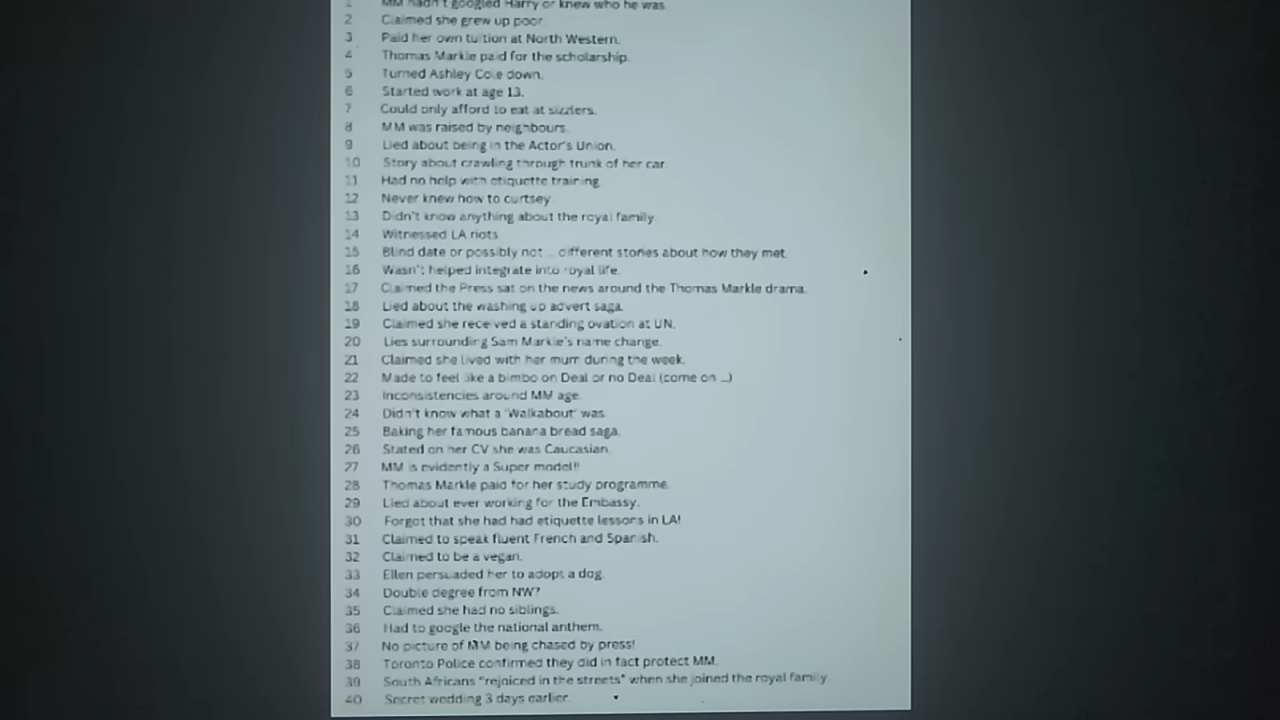 1 MM hadn't googled Harry or knew who he was.
2 Claimed she grew up poor.
3 Paid her own tuition at North Western.
4 Thomas Markle paid for the scholarship.
5 Turned Ashley Cole down.
6 Started work at age 13.
7 Could only afford to eat at sizzlers.
8 MM was raised by neighbours.
9 Lied about being in the Actor's Union.
10 Story about crawling through trunk of her car.
11 Had no help with etiquette training.
12 Never knew how to curtsey.
13 Didn't know anything about the royal family.
14 Witnessed LA riots.
15 Blind date or possibly not ... different stories about how they met.
16 Wasn't helped integrate into royal life.
17 Claimed the Press sat on the news around the Thomas Markle drama.
18 Lied about the washing up advert saga.
19 Claimed she received a standing ovation at UN.
20 Lies surrounding Sam Markle's name change.
21 Claimed she lived with her mum during the week.
22 Made to feel like a bimbo on Deal or no Deal (come on ...)
23 Inconsistencies around MM age.
24 Didn't know what a 'Walkabout' was.
25 Baking her famous banana bread saga.
26 Stated on her CV she was Caucasian.
27 MM is evidently a Super model!!
28 Thomas Markle paid for her study programme.
29 Lied about ever working for the Embassy.
30 Forgot that she had had etiquette lessons in LA!
31 Claimed to speak fluent French and Spanish.
32 Claimed to be a vegan.
33 Ellen persuaded her to adopt a dog.
34 Double degree from NW?
35 Claimed she had no siblings.
36 Had to google the national anthem.
37 No picture of MM being chased by press!
38 Toronto Police confirmed they did in fact protect MM.
39 South Africans "rejoiced in the streets" when she joined the royal family.
40 Secret wedding 3 days earlier.